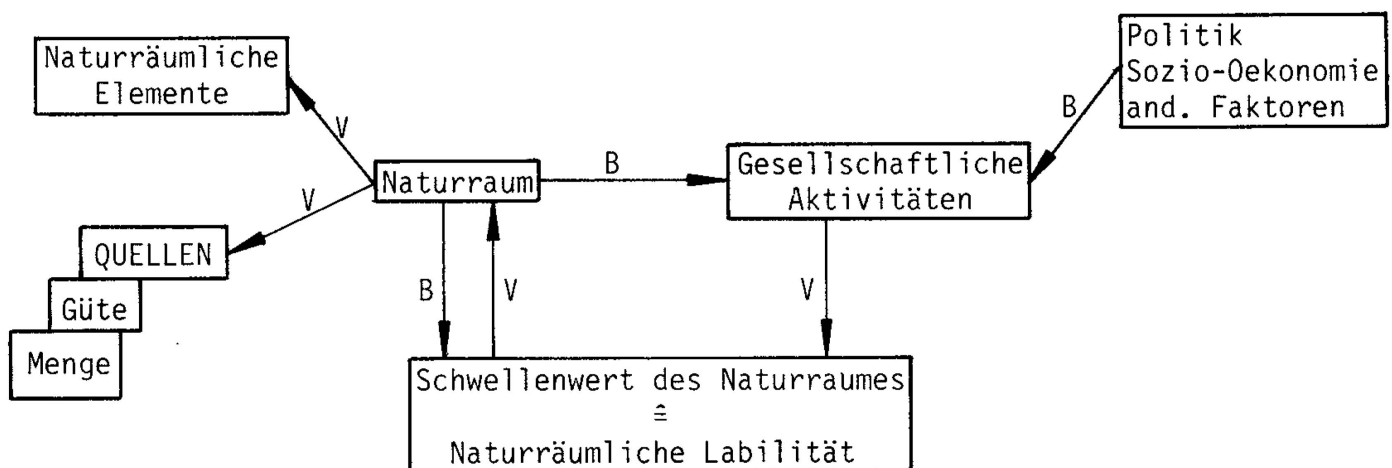 Naturräumliche
Elemente
Politik
Sozio-Oekonomie
and. Faktoren
V
B
V
Naturraum
B
Gesellschaftliche
Aktivitäten
QUELLEN
Güte
Menge
B
V
V
Schwellenwert des Naturraumes
≙
Naturräumliche Labilität